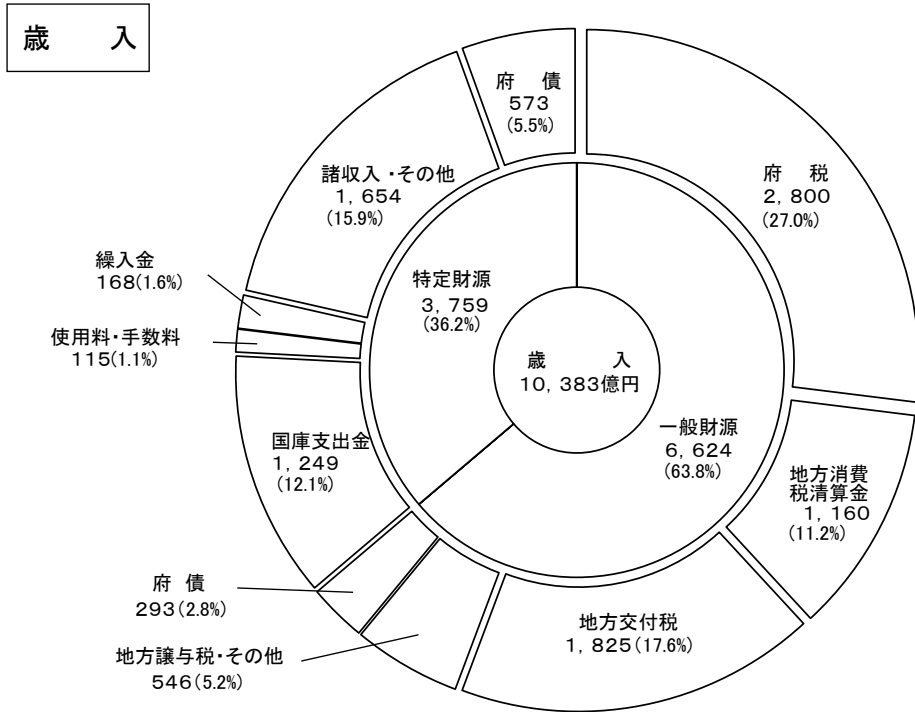 歳　　入
府　債
573
(5.5%)
府　税
2,800
(27.0%)
諸収入・その他
1,654
(15.9%)
繰入金
168(1.6%)
特定財源
3,759
(36.2%)
使用料・手数料
115(1.1%)
歳　　入
10,383億円
一般財源
6,624
(63.8%)
国庫支出金
1,249
(12.1%)
地方消費
税清算金
1,160
(11.2%)
府　債
293(2.8%)
地方交付税
1,825(17.6%)
地方譲与税・その他
546(5.2%)